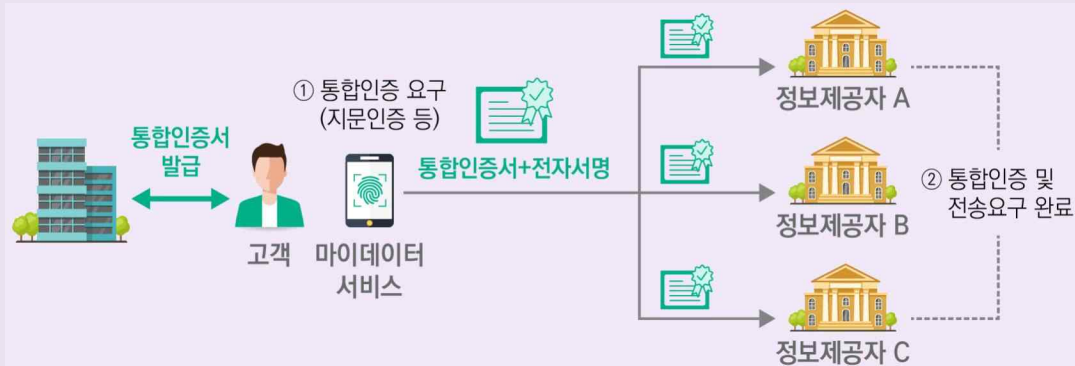 통합인증서
발급
고객
① 통합인증 요구
(지문인증 등)
마이데이터
서비스
통합인증서+전자서명
정보제공자 A
정보제공자 B
정보제공자 C
② 통합인증 및
전송요구 완료